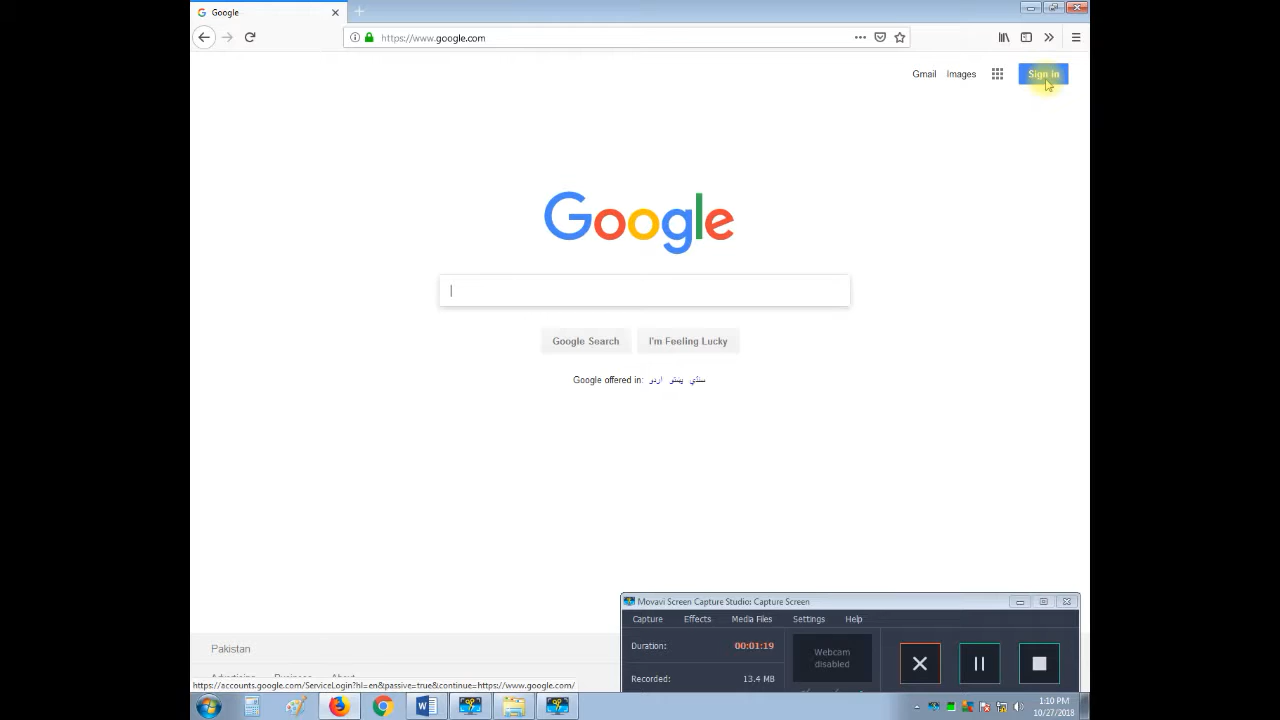 Google
https://www.google.com
Gmail Images Sign in
Google
Google Search I'm Feeling Lucky
Google offered in: اردو پښتو سنڌي
Pakistan
Advertising Business About
https://accounts.google.com/ServiceLogin?hl=en&passive=true&continue=https://www.google.com/
Movavi Screen Capture Studio: Capture Screen
Capture Effects Media Files Settings Help
Duration: 00:01:19
Webcam
disabled
Recorded: 13.4 MB
1:10 PM
10/27/2018